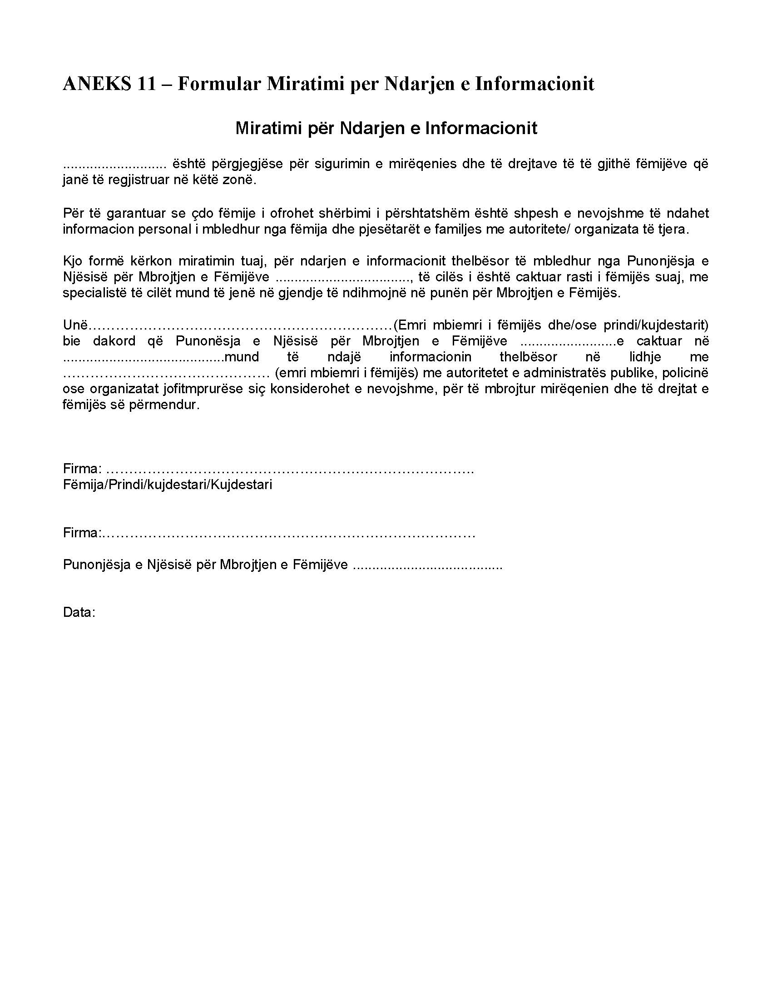 ANEKS 11 – Formular Miratimi per Ndarjen e Informacionit
Miratimi për Ndarjen e Informacionit
........................... është përgjegjëse për sigurimin e mirëqenies dhe të drejtave të të gjithë fëmijëve që
janë të regjistruar në këtë zonë.
Për të garantuar se çdo fëmije i ofrohet shërbimi i përshtatshëm është shpesh e nevojshme të ndahet
informacion personal i mbledhur nga fëmija dhe pjesëtarët e familjes me autoritete/ organizata të tjera.
Kjo formë kërkon miratimin tuaj, për ndarjen e informacionit thelbësor të mbledhur nga Punonjësja e
Njësisë për Mbrojtjen e Fëmijëve ..................................., të cilës i është caktuar rasti i fëmijës suaj, me
specialistë të cilët mund të jenë në gjendje të ndihmojnë në punën për Mbrojtjen e Fëmijës.
Unë…………………………………………………………(Emri mbiemri i fëmijës dhe/ose prindi/kujdestarit)
bie dakord që Punonësja e Njësisë për Mbrojtjen e Fëmijëve .........................e caktuar në
..........................................mund të ndajë informacionin thelbësor në lidhje me
……………………………………… (emri mbiemri i fëmijës) me autoritetet e administratës publike, policinë
ose organizatat jofitmprurëse siç konsiderohet e nevojshme, për të mbrojtur mirëqenien dhe të drejtat e
fëmijës së përmendur.
Firma: ……………………………………………………………………..
Fëmija/Prindi/kujdestari/Kujdestari
Firma:………………………………………………………………………
Punonjësja e Njësisë për Mbrojtjen e Fëmijëve .......................................
Data: